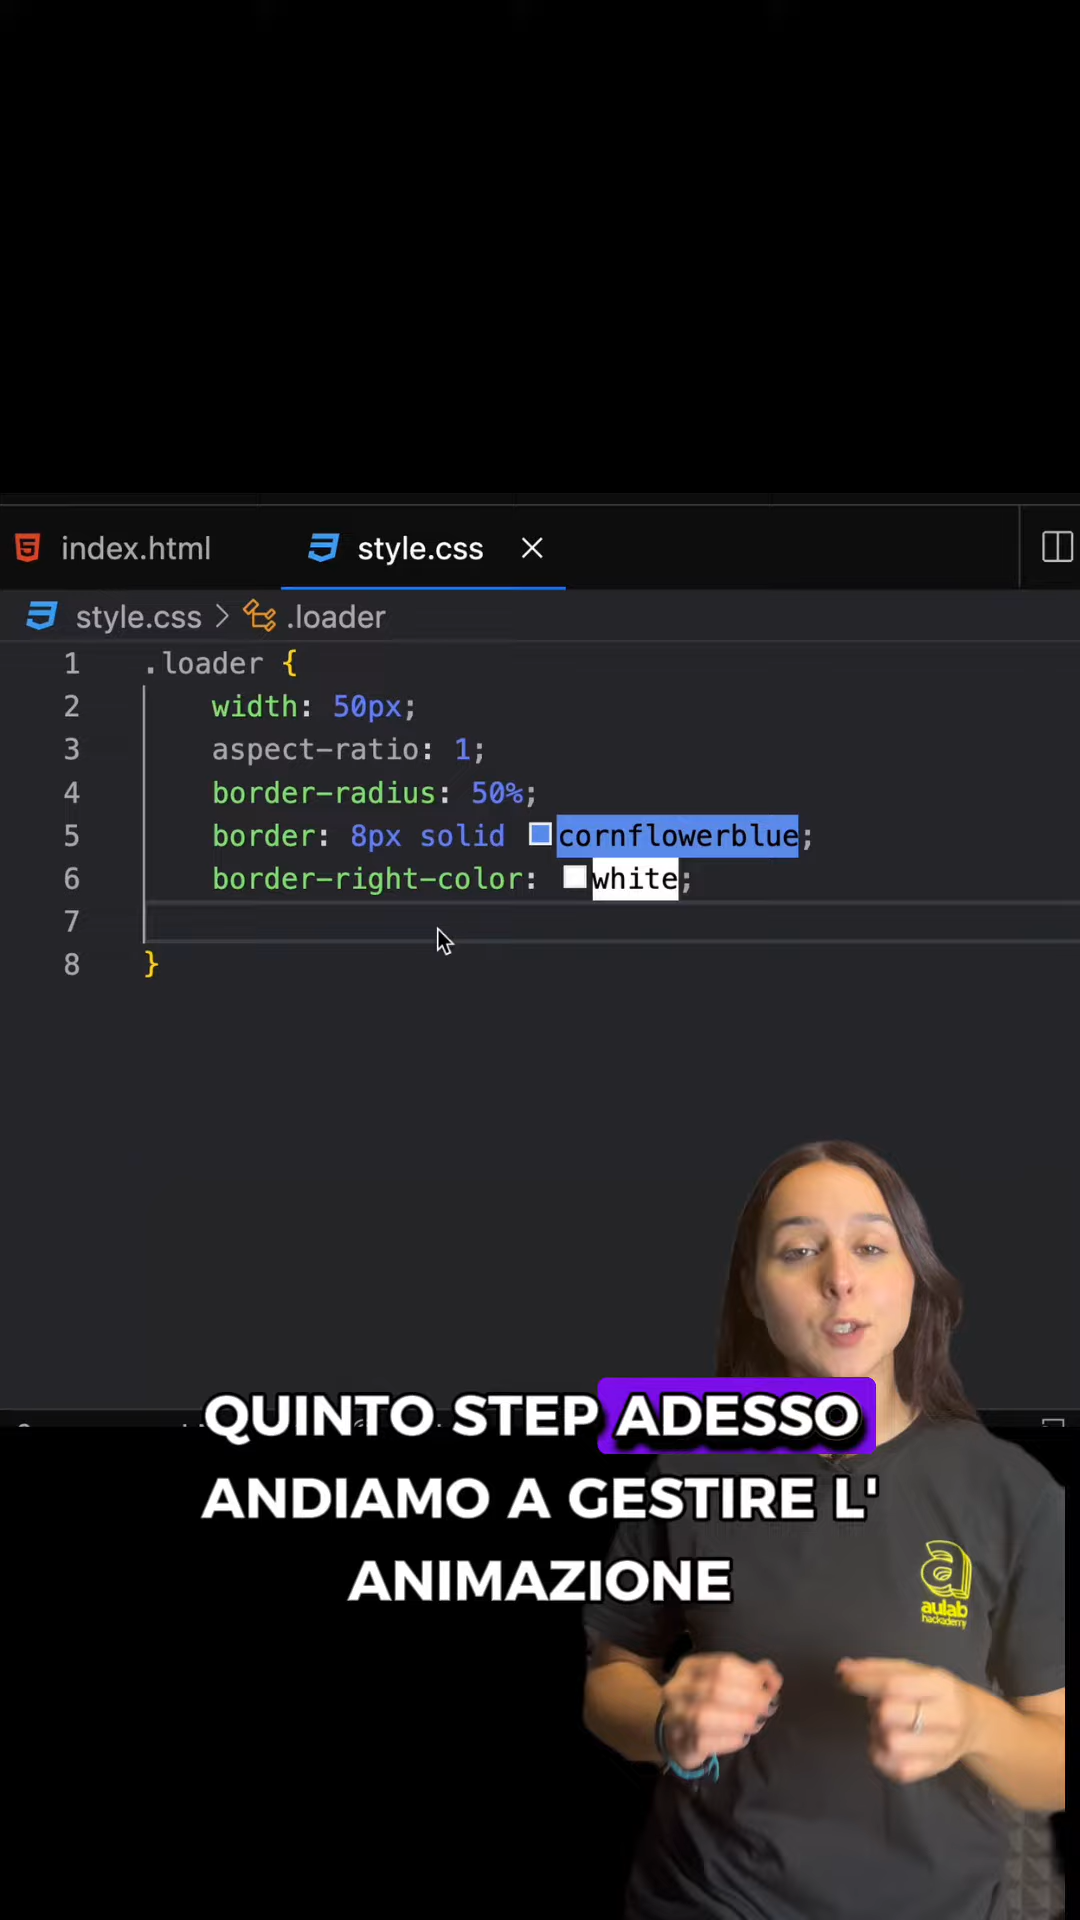 index.html
style.css
style.css > .loader
1 .loader {
2 width: 50px;
3 aspect-ratio: 1;
4 border-radius: 50%;
5 border: 8px solid cornflowerblue;
6 border-right-color: white;
7
8 }
QUINTO STEP ADESSO
ANDIAMO A GESTIRE L'
ANIMAZIONE
a
aulab
hackademy